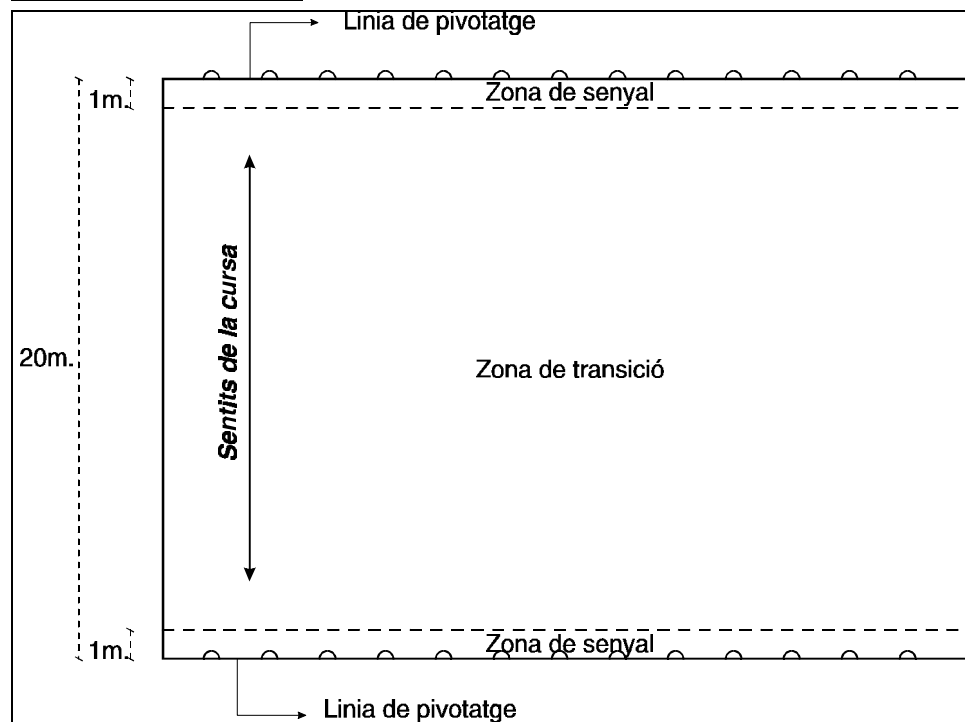 Linia de pivotatge
1m.
Zona de senyal
Sentits de la cursa
20m.
Zona de transició
1m.
Zona de senyal
Linia de pivotatge